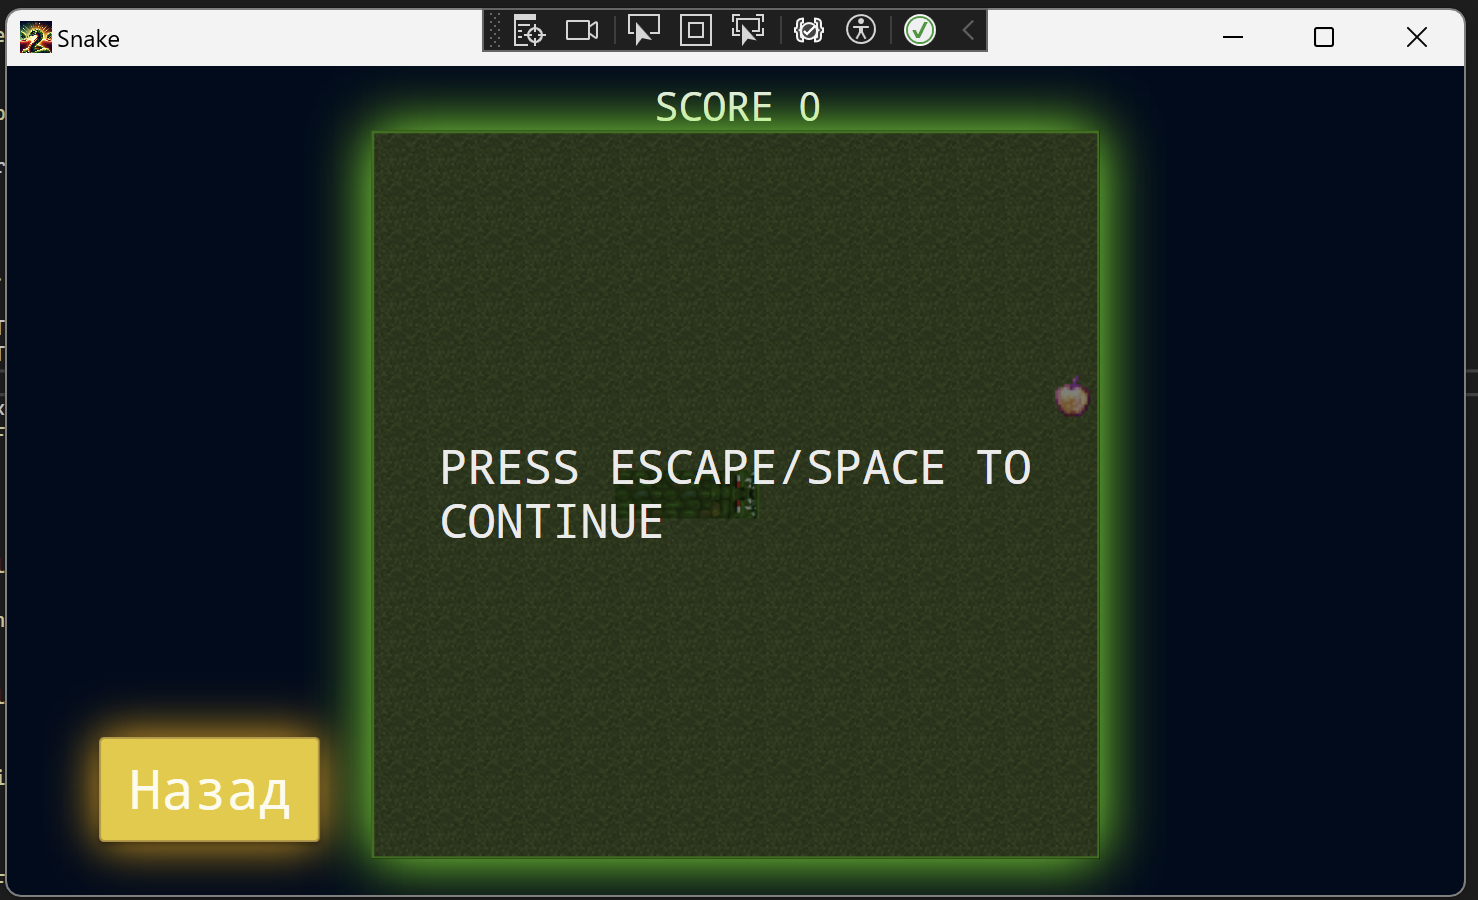 Snake
SCORE 0
PRESS ESCAPE/SPACE TO
CONTINUE
Назад